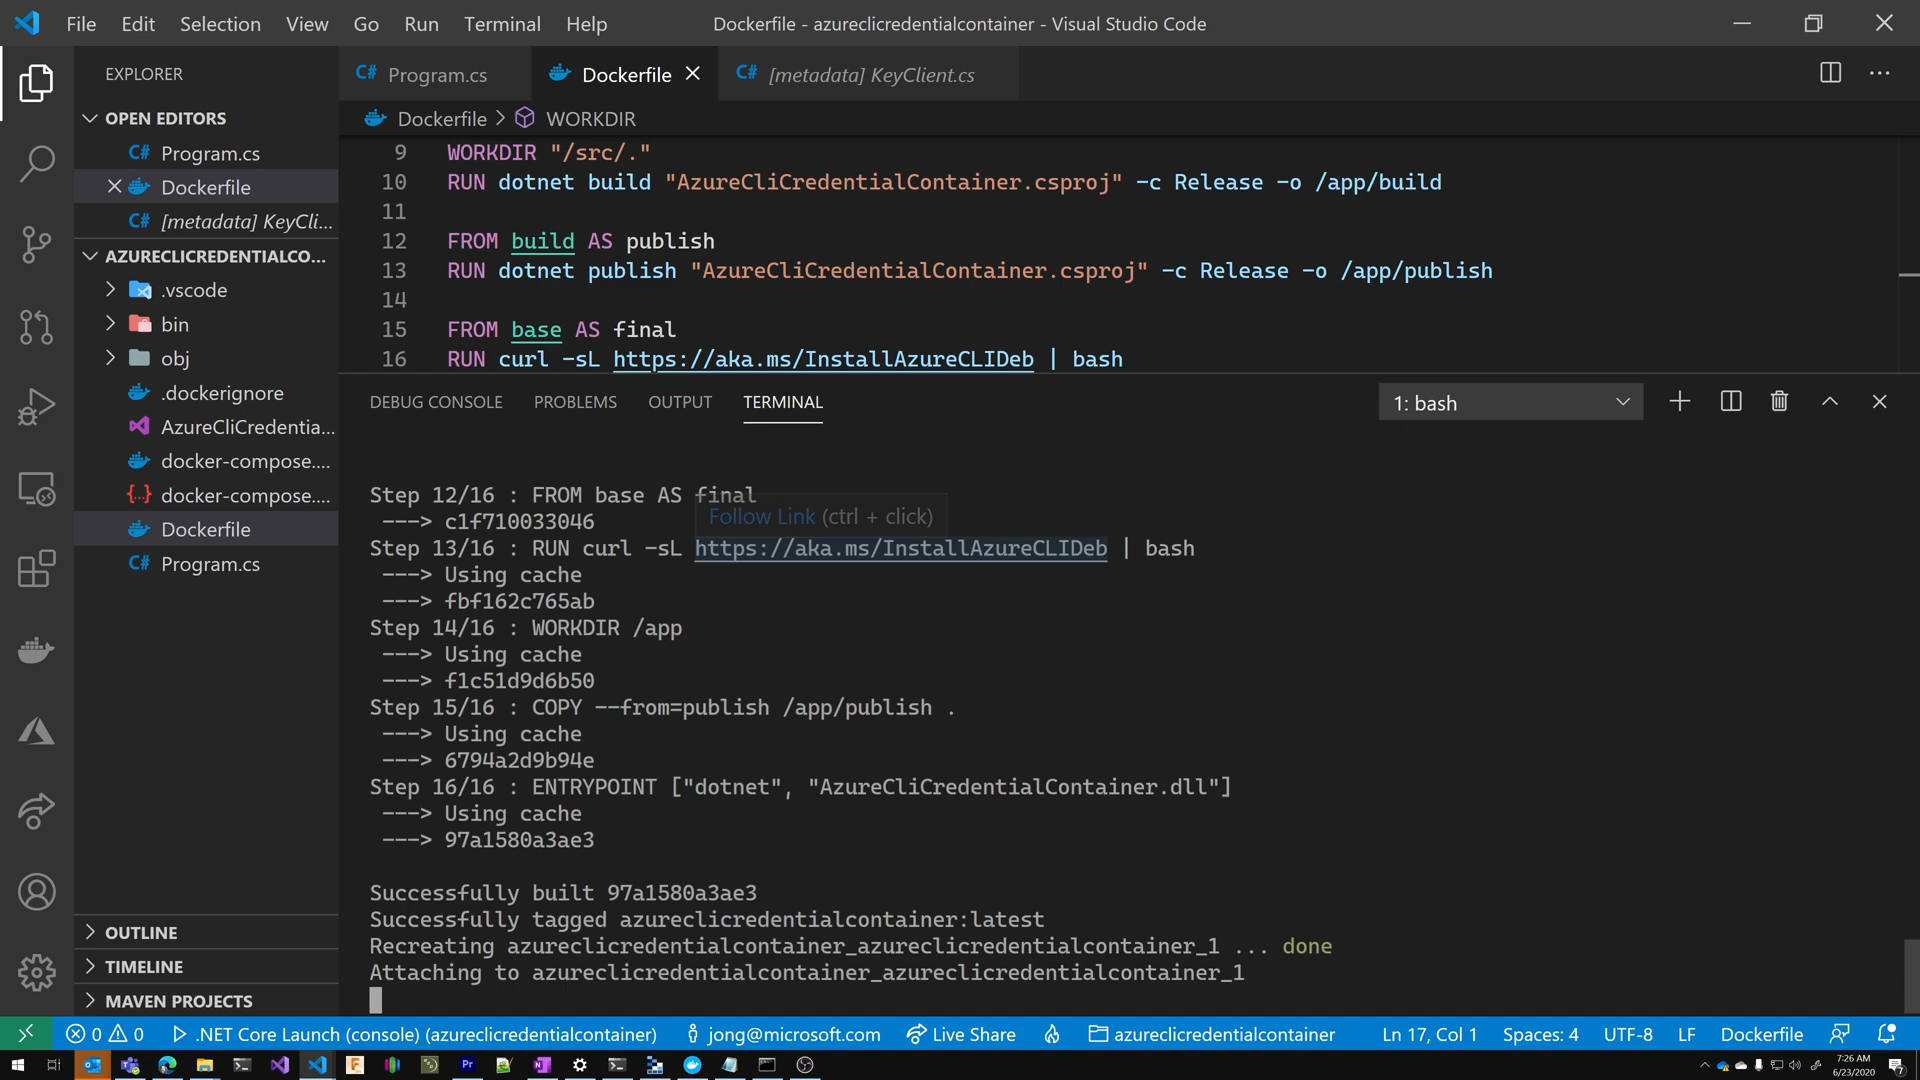 File Edit Selection View Go Run Terminal Help
Dockerfile - azureclicredentialcontainer - Visual Studio Code
EXPLORER
OPEN EDITORS
C# Program.cs
Dockerfile
C# [metadata] KeyCli...
AZURECLICREDENTIALCO...
.vscode
bin
obj
.dockerignore
AzureCliCredentia...
docker-compose....
{..} docker-compose....
Dockerfile
C# Program.cs
OUTLINE
TIMELINE
MAVEN PROJECTS
C# Program.cs
Dockerfile
C# [metadata] KeyClient.cs
Dockerfile > WORKDIR
9 WORKDIR "/src/."
10 RUN dotnet build "AzureCliCredentialContainer.csproj" -c Release -o /app/build
11
12 FROM build AS publish
13 RUN dotnet publish "AzureCliCredentialContainer.csproj" -c Release -o /app/publish
14
15 FROM base AS final
16 RUN curl -sL https://aka.ms/InstallAzureCLIDeb | bash
DEBUG CONSOLE PROBLEMS OUTPUT TERMINAL
1: bash
Step 12/16 : FROM base AS final
---> c1f710033046
Follow Link (ctrl + click)
Step 13/16 : RUN curl -sL https://aka.ms/InstallAzureCLIDeb | bash
---> Using cache
---> fbf162c765ab
Step 14/16 : WORKDIR /app
---> Using cache
---> f1c51d9d6b50
Step 15/16 : COPY --from=publish /app/publish .
---> Using cache
---> 6794a2d9b94e
Step 16/16 : ENTRYPOINT ["dotnet", "AzureCliCredentialContainer.dll"]
---> Using cache
---> 97a1580a3ae3
Successfully built 97a1580a3ae3
Successfully tagged azureclicredentialcontainer:latest
Recreating azureclicredentialcontainer_azureclicredentialcontainer_1 ... done
Attaching to azureclicredentialcontainer_azureclicredentialcontainer_1
0 0 .NET Core Launch (console) (azureclicredentialcontainer) jong@microsoft.com Live Share azureclicredentialcontainer Ln 17, Col 1 Spaces: 4 UTF-8 LF Dockerfile
7:26 AM
6/23/2020